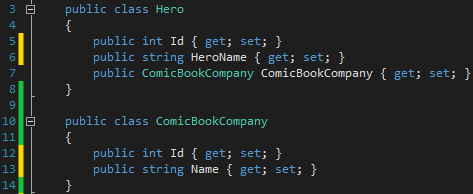 3 public class Hero
4 {
5 public int Id { get; set; }
6 public string HeroName { get; set; }
7 public ComicBookCompany ComicBookCompany { get; set; }
8 }
9
10 public class ComicBookCompany
11 {
12 public int Id { get; set; }
13 public string Name { get; set; }
14 }